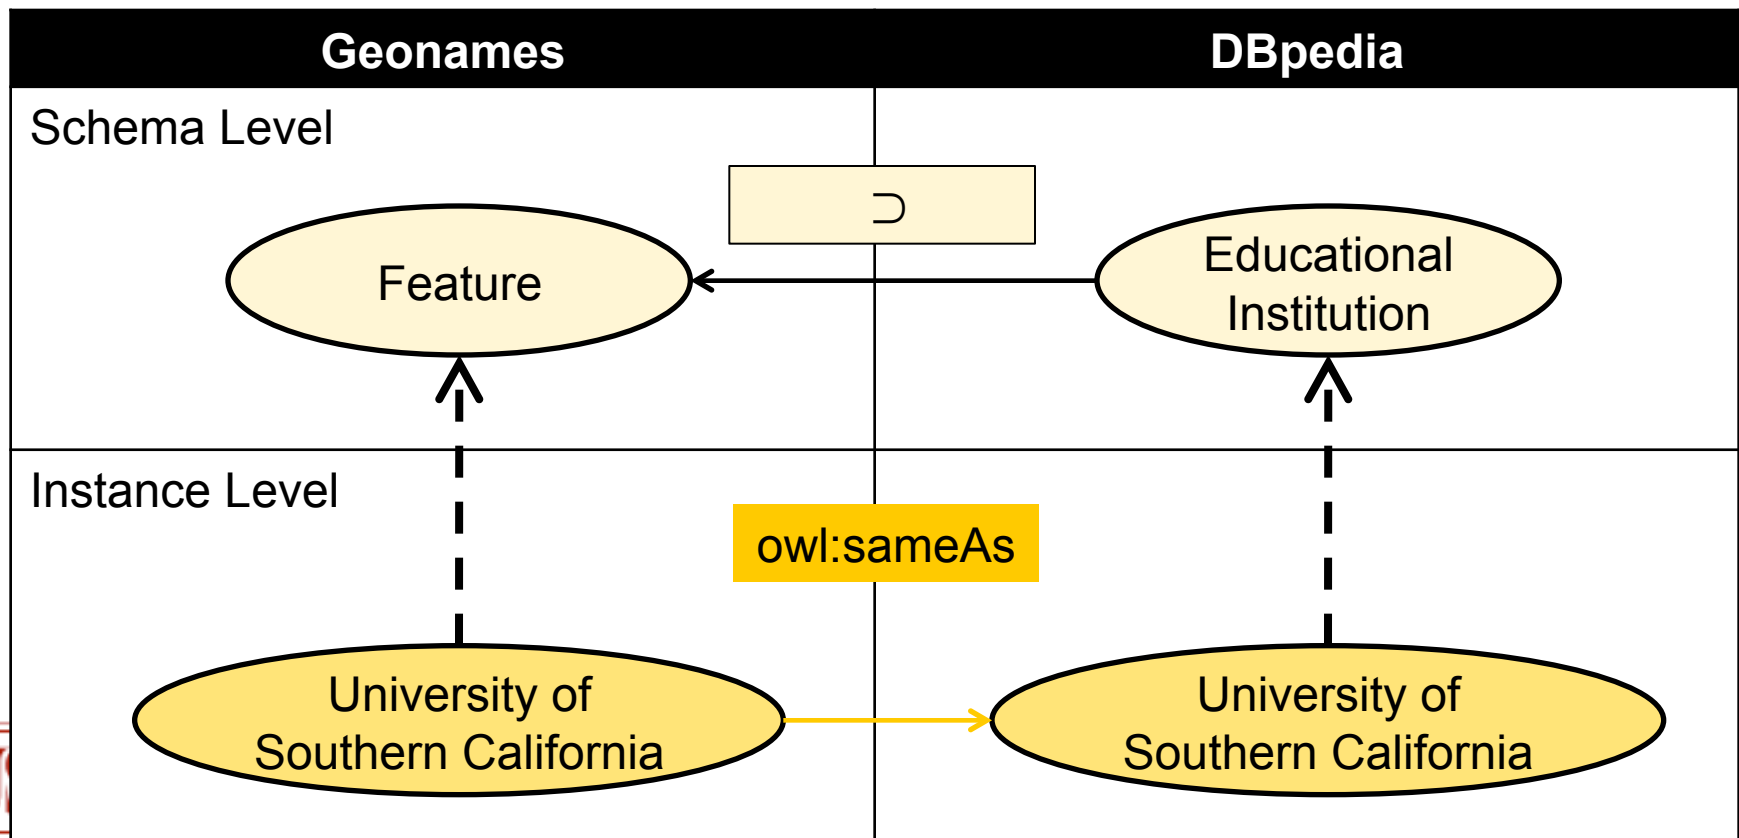 Geonames
DBpedia
Schema Level
⊃
Feature
Educational
Institution
Instance Level
owl:sameAs
University of
Southern California
University of
Southern California